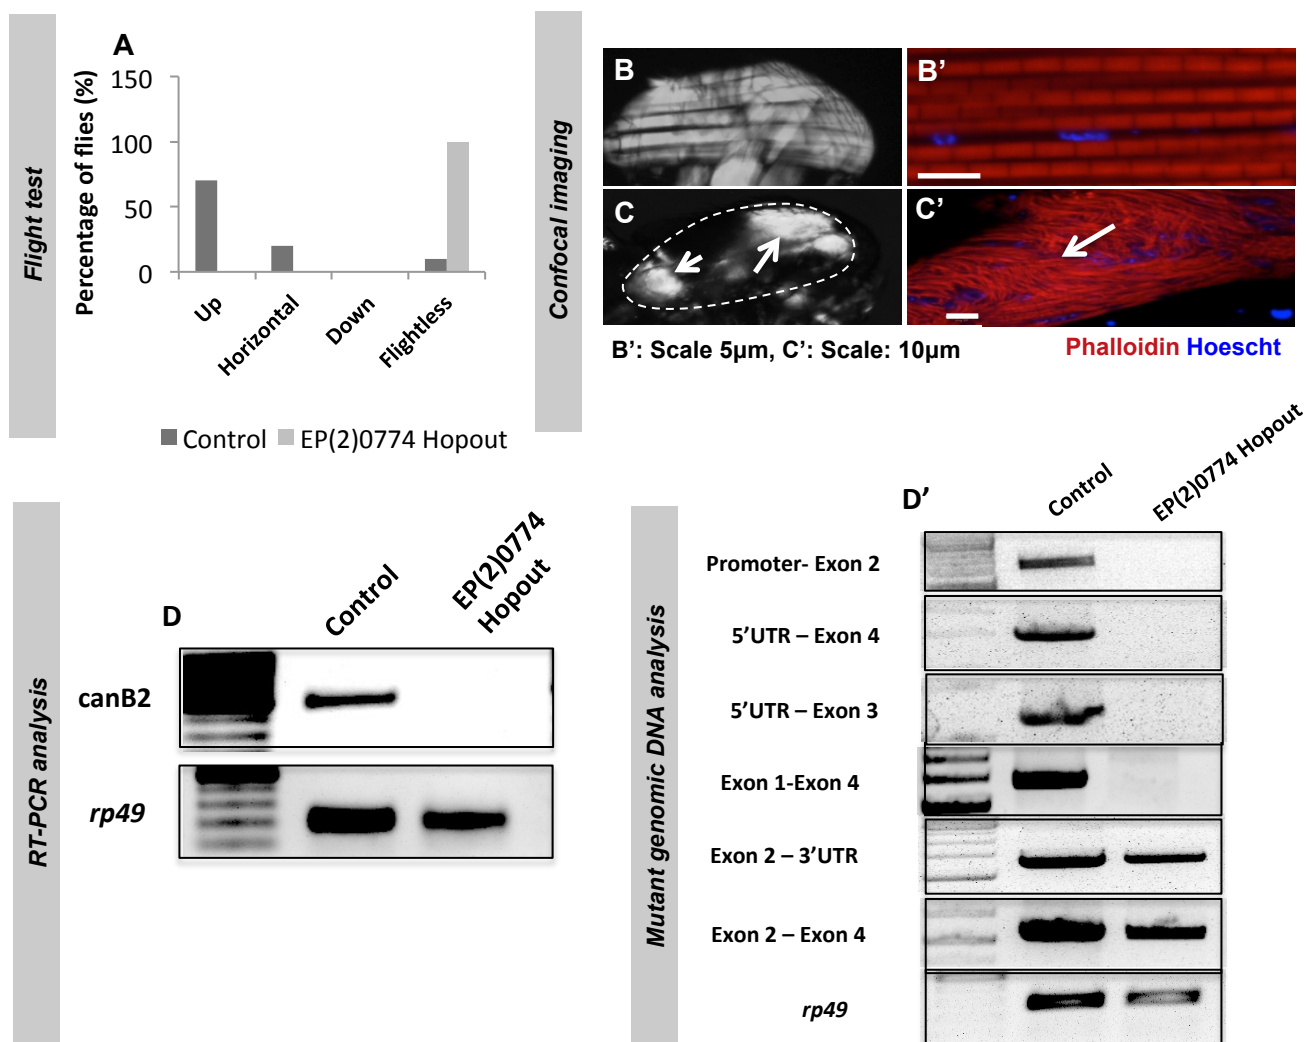 Flight test
A
Percentage of flies (%)
150
100
50
0
Up
Horizontal
Down
Flightless
Control
EP(2)0774 Hopout
Confocal imaging
B
B’
C
C’
B’: Scale 5µm, C’: Scale: 10µm
Phalloidin Hoescht
RT-PCR analysis
D
Control
EP(2)0774
Hopout
canB2
rp49
Mutant genomic DNA analysis
D’
Control
EP(2)0774 Hopout
Promoter- Exon 2
5’UTR – Exon 4
5’UTR – Exon 3
Exon 1-Exon 4
Exon 2 – 3’UTR
Exon 2 – Exon 4
rp49